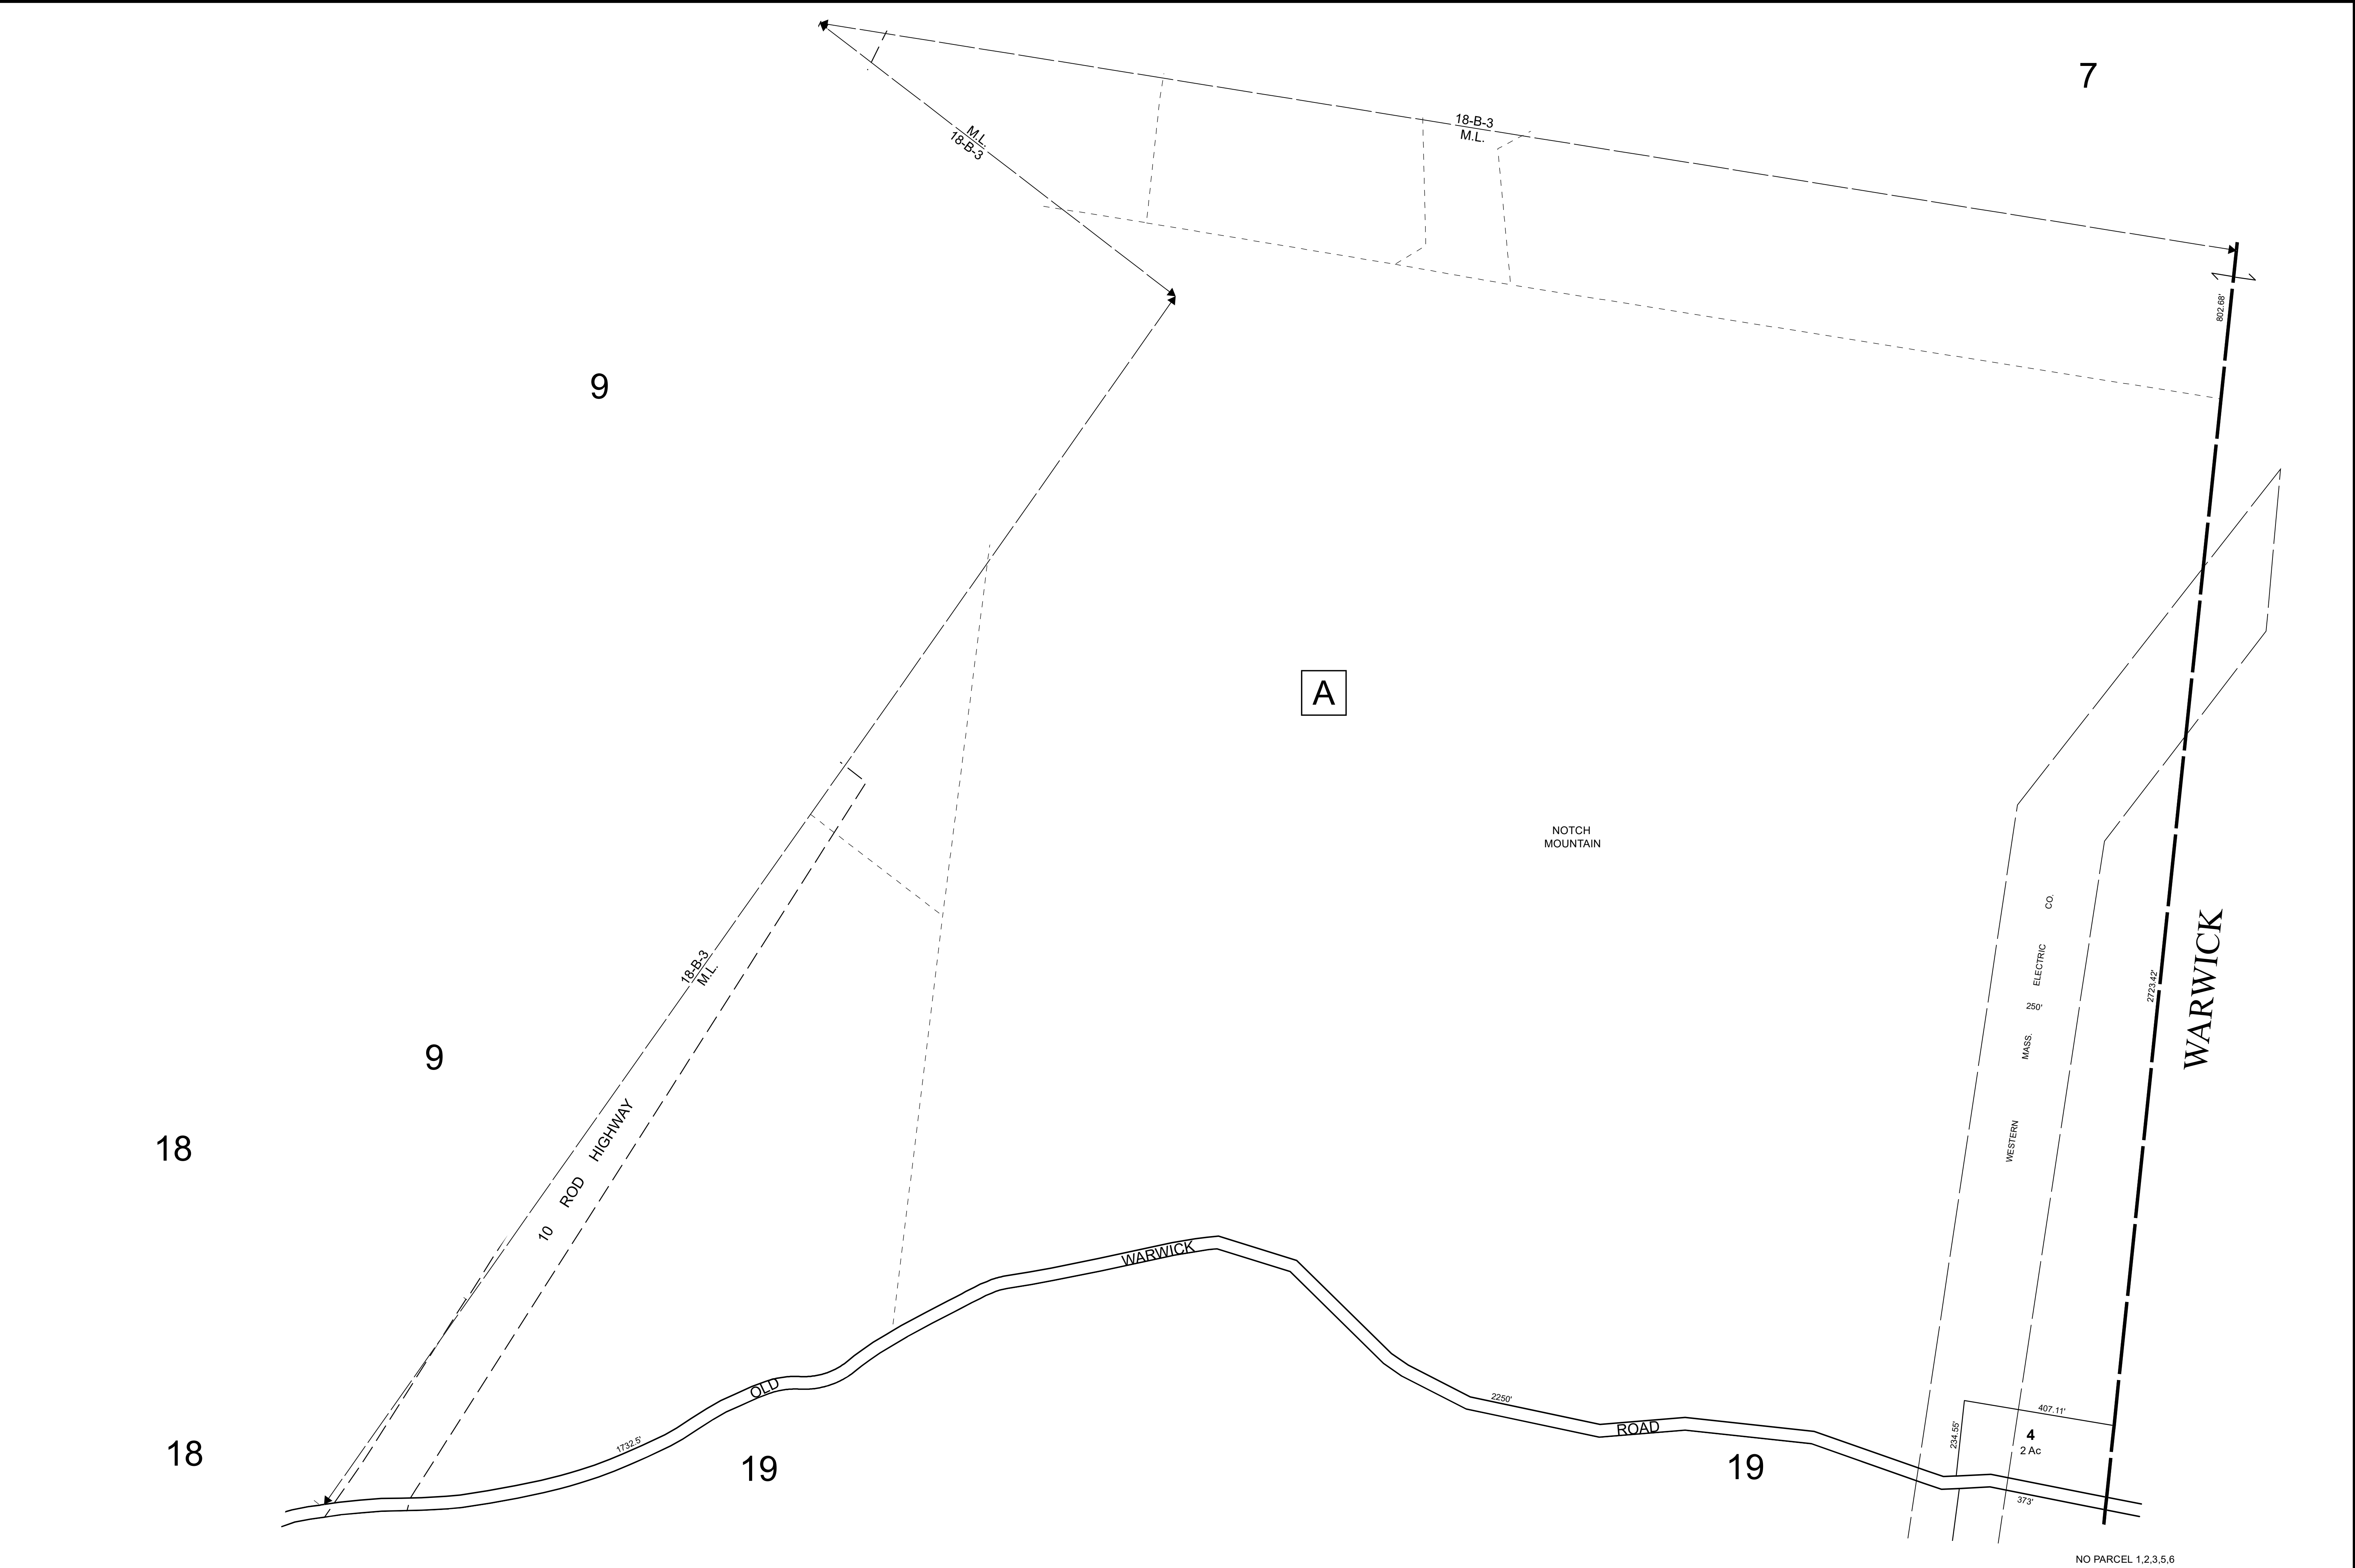 7
18-B-3
M.L.
M.L.
18-B-3
802.68'
9
A
NOTCH
MOUNTAIN
WESTERN MASS. 250' ELECTRIC CO.
2723.42'
WARWICK
18-B-3
M.L.
9
10 ROD HIGHWAY
18
OLD WARWICK ROAD
1732.5'
2250'
407.11'
234.55'
4
2 Ac
373'
18
19
19
NO PARCEL 1,2,3,5,6